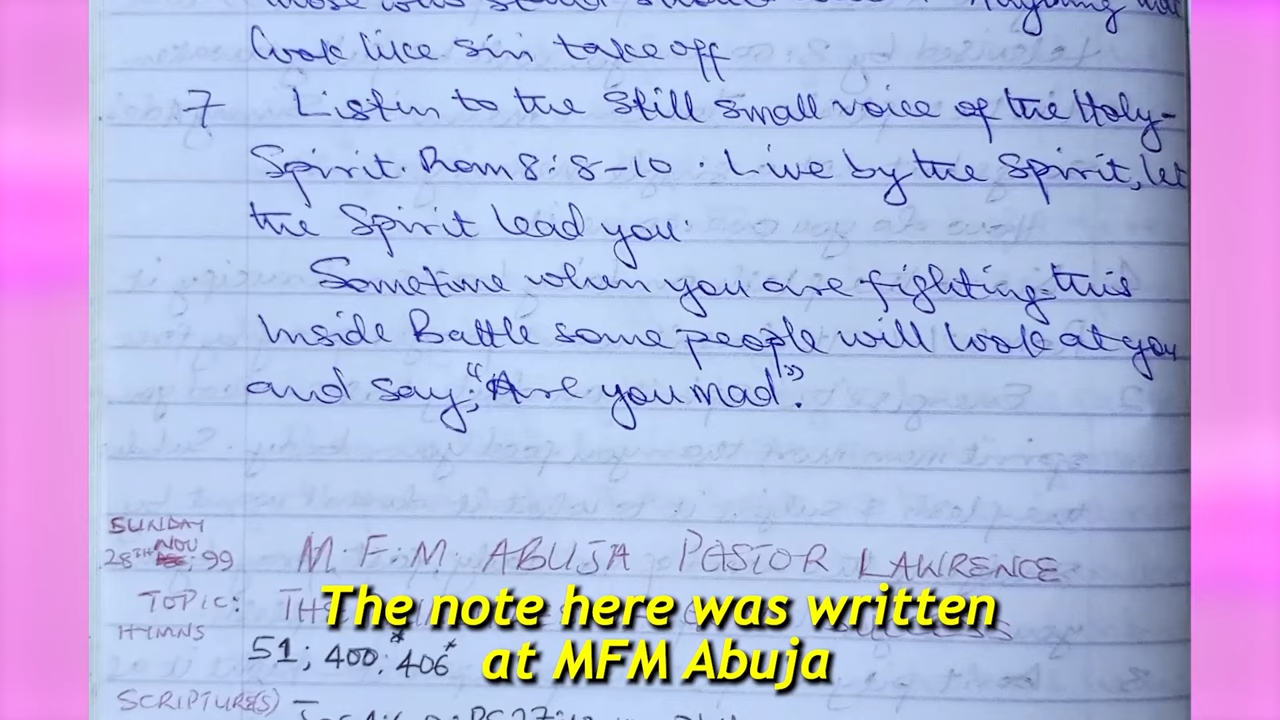 look like sin take off
7 Listen to the still small voice of the Holy-
Spirit. Rom 8:8-10. Live by the Spirit, let
the Spirit lead you.
Sometime when you are fighting this
Inside Battle some people will look at you
and say; "Are you mad".
SUNDAY
28TH NOV, 99
M.F.M. ABUJA PASTOR LAWRENCE
TOPIC:
HYMNS
51; 400; 406*
The note here was written
at MFM Abuja
SCRIPTURE(S)